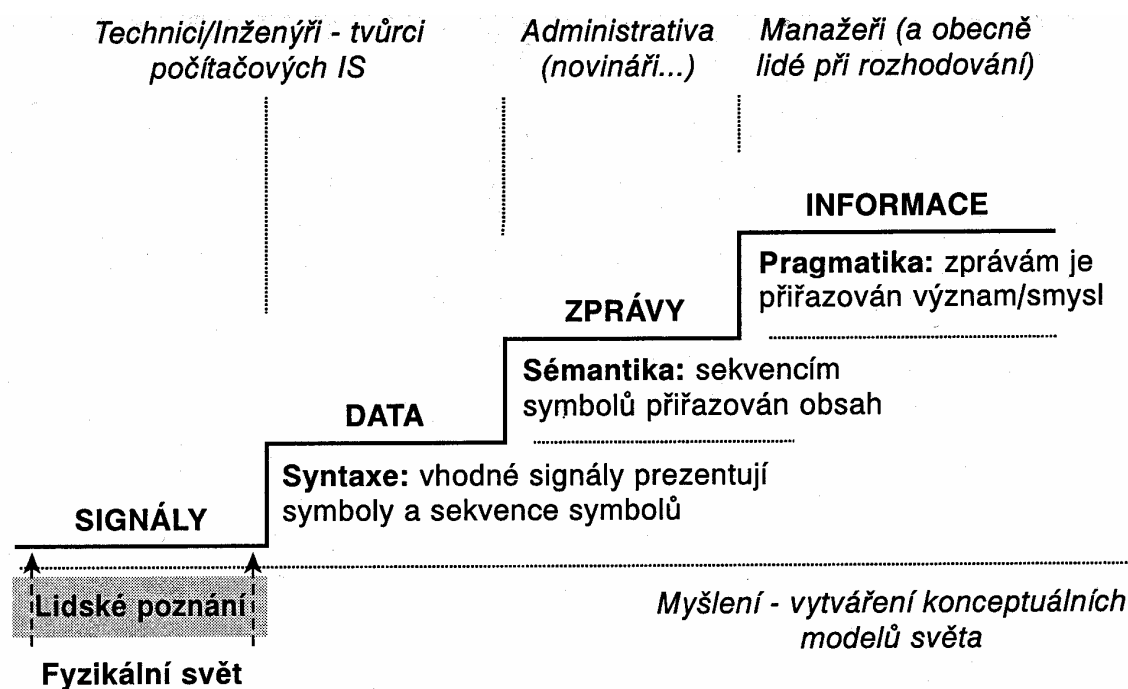 Technici/Inženýři - tvůrci
počítačových IS
Administrativa
(novináři...)
Manažeři (a obecně
lidé při rozhodování)
INFORMACE
Pragmatika: zprávám je
přiřazován význam/smysl
ZPRÁVY
Sémantika: sekvencím
symbolů přiřazován obsah
DATA
Syntaxe: vhodné signály prezentují
symboly a sekvence symbolů
SIGNÁLY
Lidské poznání
Myšlení - vytváření konceptuálních
modelů světa
Fyzikální svět